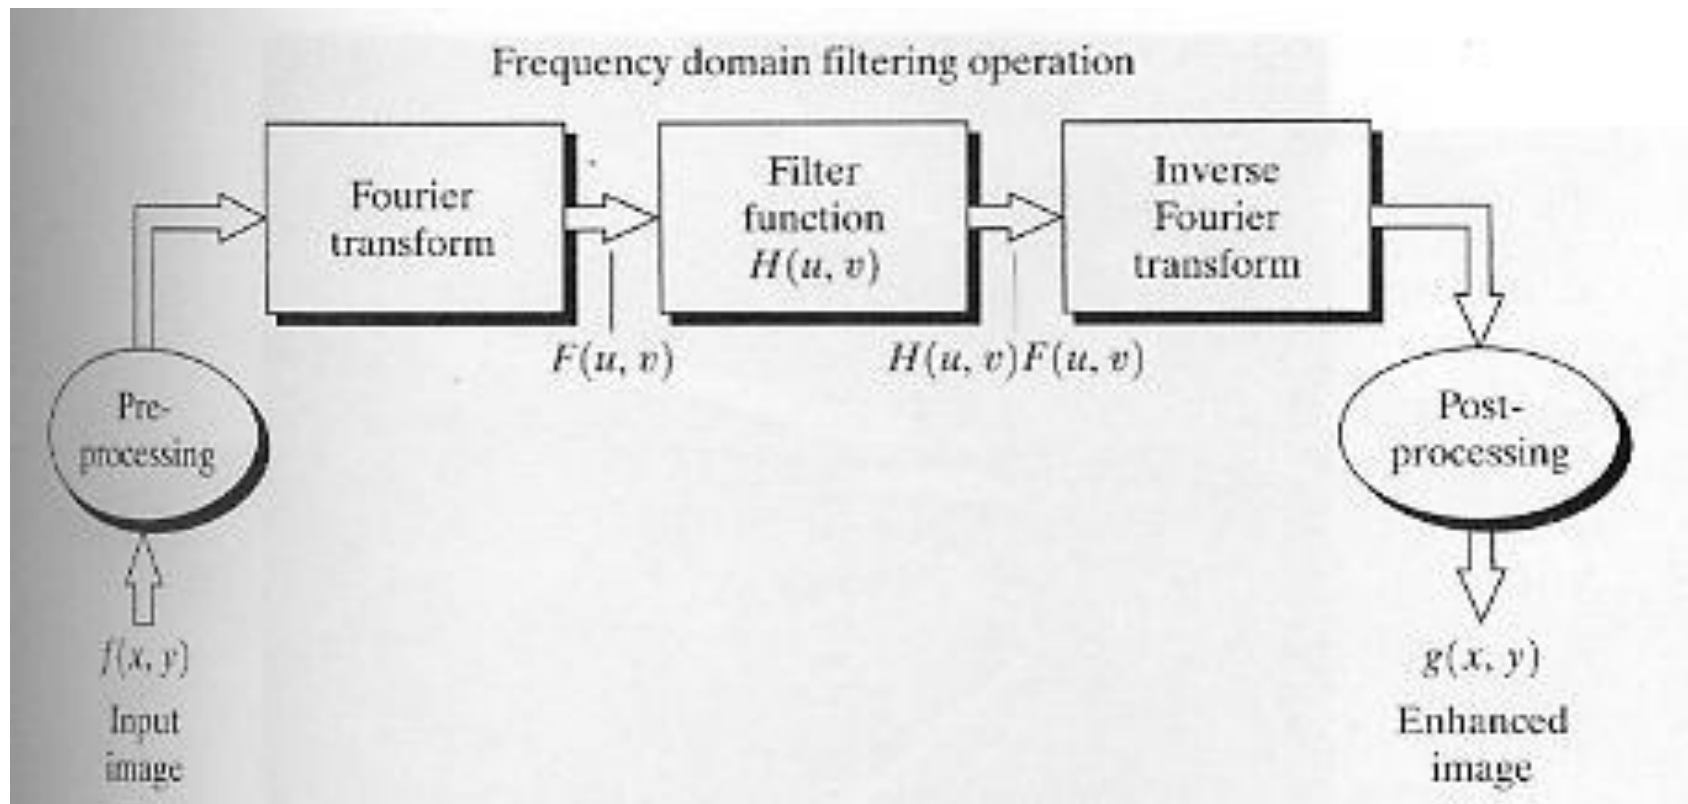 Frequency domain filtering operation
Fourier
transform
Filter
function
H(u, v)
Inverse
Fourier
transform
F(u, v)
H(u, v)F(u, v)
Pre-
processing
Post-
processing
f(x, y)
Input
image
g(x, y)
Enhanced
image